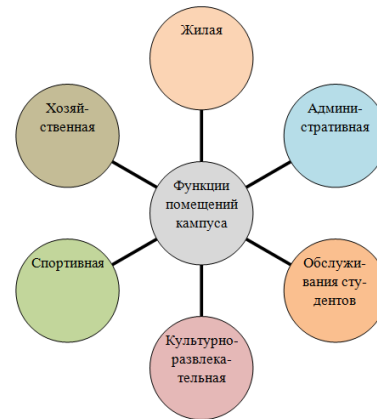 Жилая
Хозяй-
ственная
Админи-
стративная
Функции
помещений
кампуса
Спортивная
Обслужи-
вания сту-
дентов
Культурно-
развлека-
тельная